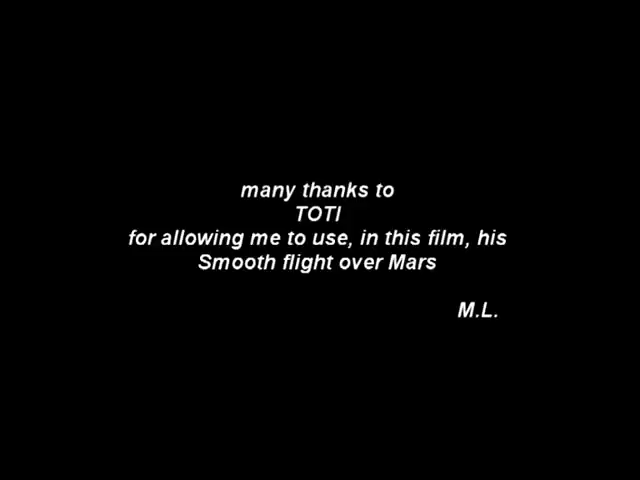 many thanks to
TOTI
for allowing me to use, in this film, his
Smooth flight over Mars
M.L.